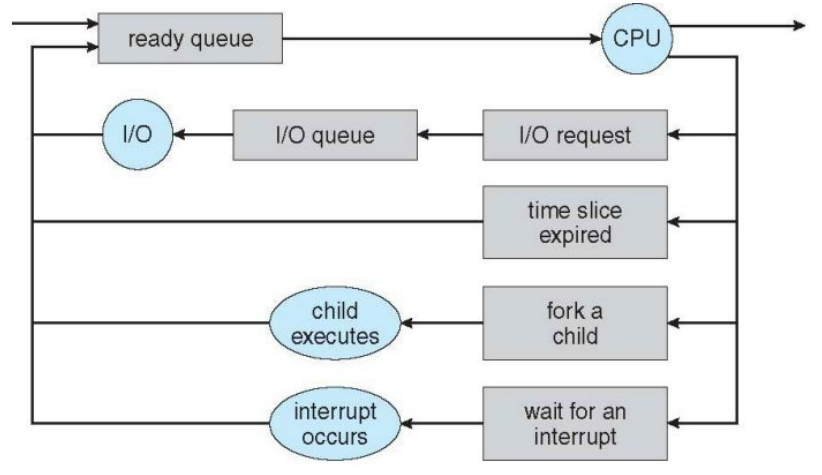 ready queue
CPU
I/O
I/O queue
I/O request
time slice
expired
child
executes
fork a
child
interrupt
occurs
wait for an
interrupt